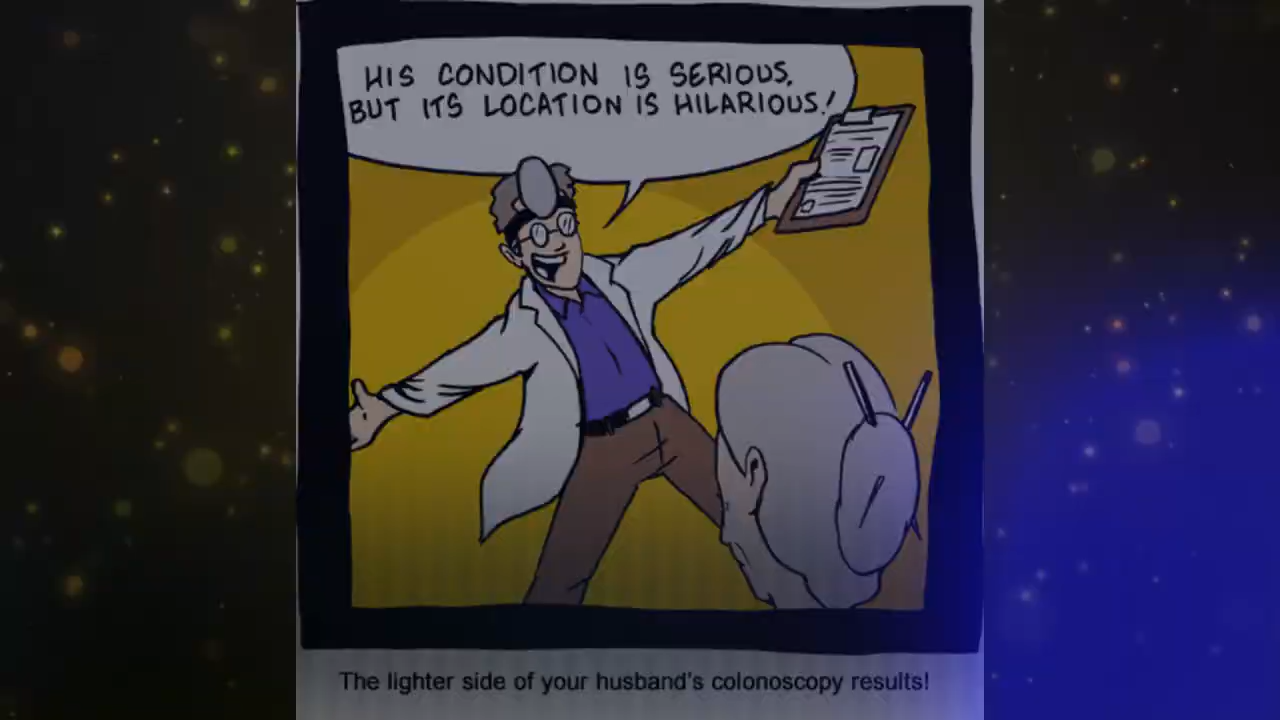 HIS CONDITION IS SERIOUS,
BUT ITS LOCATION IS HILARIOUS!
The lighter side of your husband's colonoscopy results!